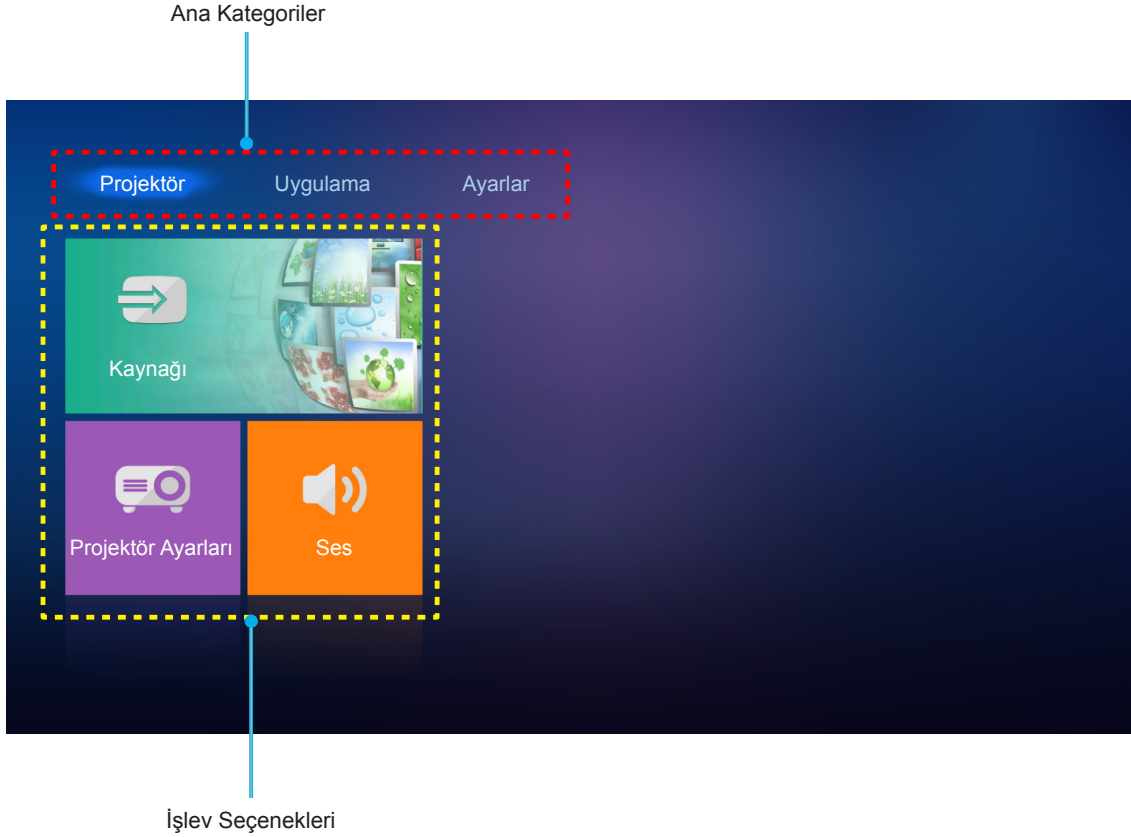 Ana Kategoriler
Projektör Uygulama Ayarlar
Kaynağı
Projektör Ayarları Ses
İşlev Seçenekleri